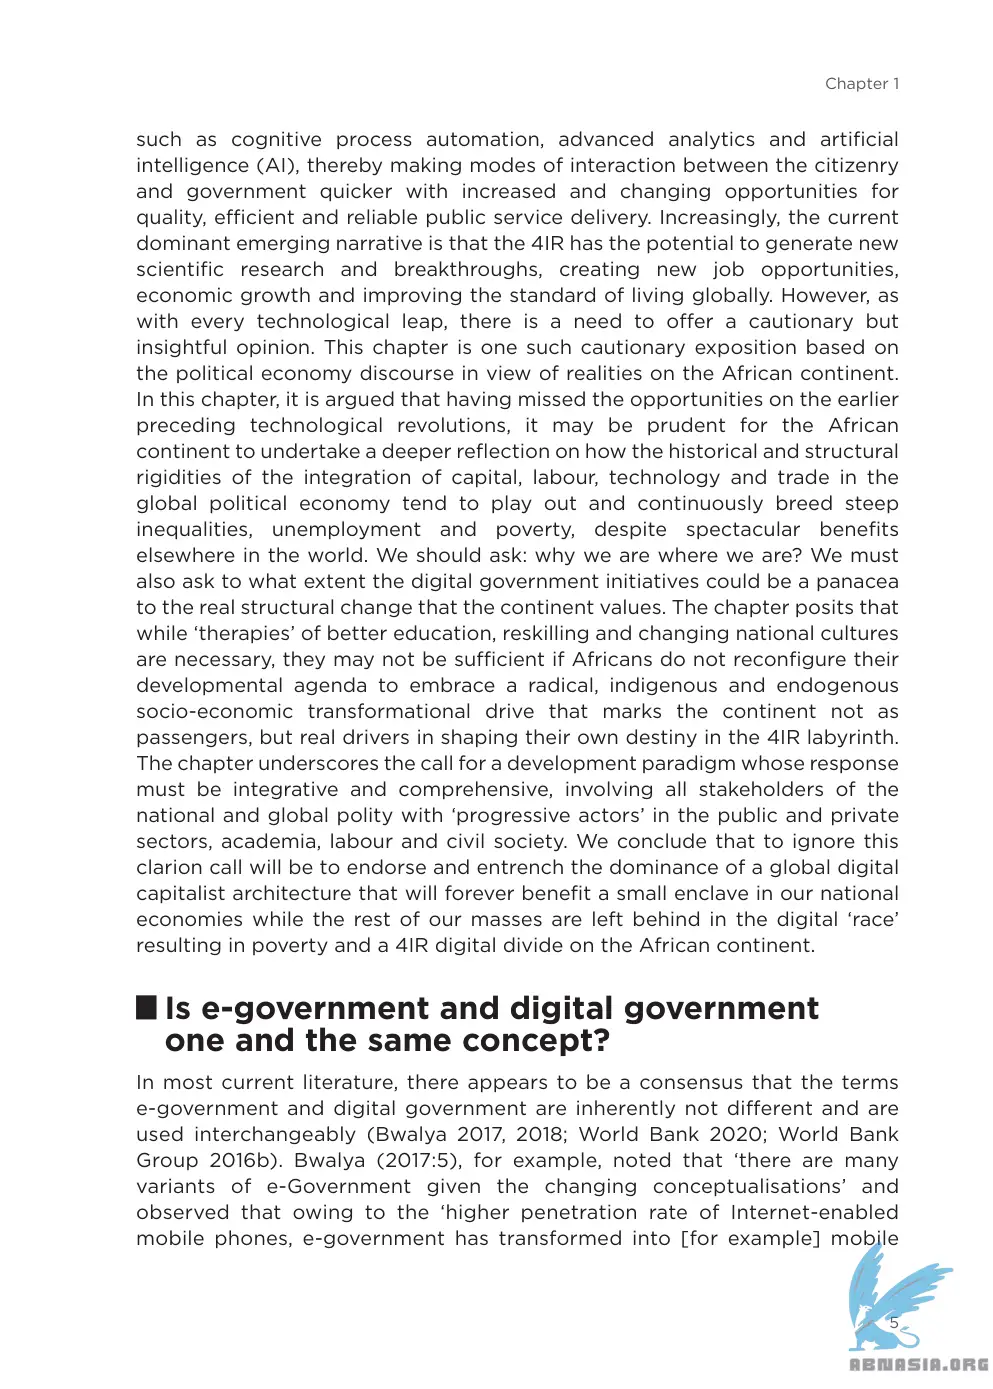 Chapter 1
such as cognitive process automation, advanced analytics and artificial
intelligence (AI), thereby making modes of interaction between the citizenry
and government quicker with increased and changing opportunities for
quality, efficient and reliable public service delivery. Increasingly, the current
dominant emerging narrative is that the 4IR has the potential to generate new
scientific research and breakthroughs, creating new job opportunities,
economic growth and improving the standard of living globally. However, as
with every technological leap, there is a need to offer a cautionary but
insightful opinion. This chapter is one such cautionary exposition based on
the political economy discourse in view of realities on the African continent.
In this chapter, it is argued that having missed the opportunities on the earlier
preceding technological revolutions, it may be prudent for the African
continent to undertake a deeper reflection on how the historical and structural
rigidities of the integration of capital, labour, technology and trade in the
global political economy tend to play out and continuously breed steep
inequalities, unemployment and poverty, despite spectacular benefits
elsewhere in the world. We should ask: why we are where we are? We must
also ask to what extent the digital government initiatives could be a panacea
to the real structural change that the continent values. The chapter posits that
while ‘therapies’ of better education, reskilling and changing national cultures
are necessary, they may not be sufficient if Africans do not reconfigure their
developmental agenda to embrace a radical, indigenous and endogenous
socio-economic transformational drive that marks the continent not as
passengers, but real drivers in shaping their own destiny in the 4IR labyrinth.
The chapter underscores the call for a development paradigm whose response
must be integrative and comprehensive, involving all stakeholders of the
national and global polity with ‘progressive actors’ in the public and private
sectors, academia, labour and civil society. We conclude that to ignore this
clarion call will be to endorse and entrench the dominance of a global digital
capitalist architecture that will forever benefit a small enclave in our national
economies while the rest of our masses are left behind in the digital ‘race’
resulting in poverty and a 4IR digital divide on the African continent.
Is e-government and digital government
one and the same concept?
In most current literature, there appears to be a consensus that the terms
e-government and digital government are inherently not different and are
used interchangeably (Bwalya 2017, 2018; World Bank 2020; World Bank
Group 2016b). Bwalya (2017:5), for example, noted that ‘there are many
variants of e-Government given the changing conceptualisations’ and
observed that owing to the ‘higher penetration rate of Internet-enabled
mobile phones, e-government has transformed into [for example] mobile
5
ABNASIA.ORG